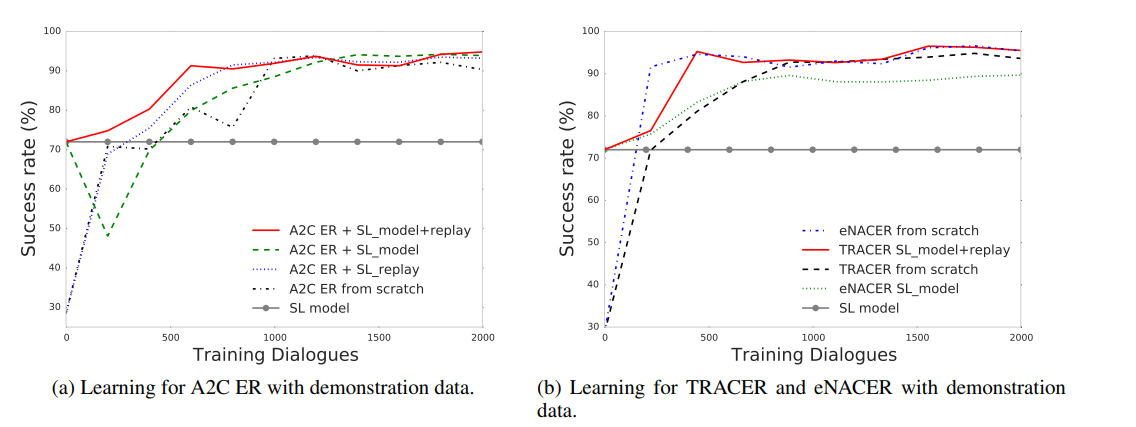 100
90
80
70
60
50
40
30
Success rate (%)
0
500
1000
1500
2000
Training Dialogues
A2C ER + SL_model+replay
A2C ER + SL_model
A2C ER + SL_replay
A2C ER from scratch
SL model
(a) Learning for A2C ER with demonstration data.
100
90
80
70
60
50
40
30
Success rate (%)
0
500
1000
1500
2000
Training Dialogues
eNACER from scratch
TRACER SL_model+replay
TRACER from scratch
eNACER SL_model
SL model
(b) Learning for TRACER and eNACER with demonstration
data.